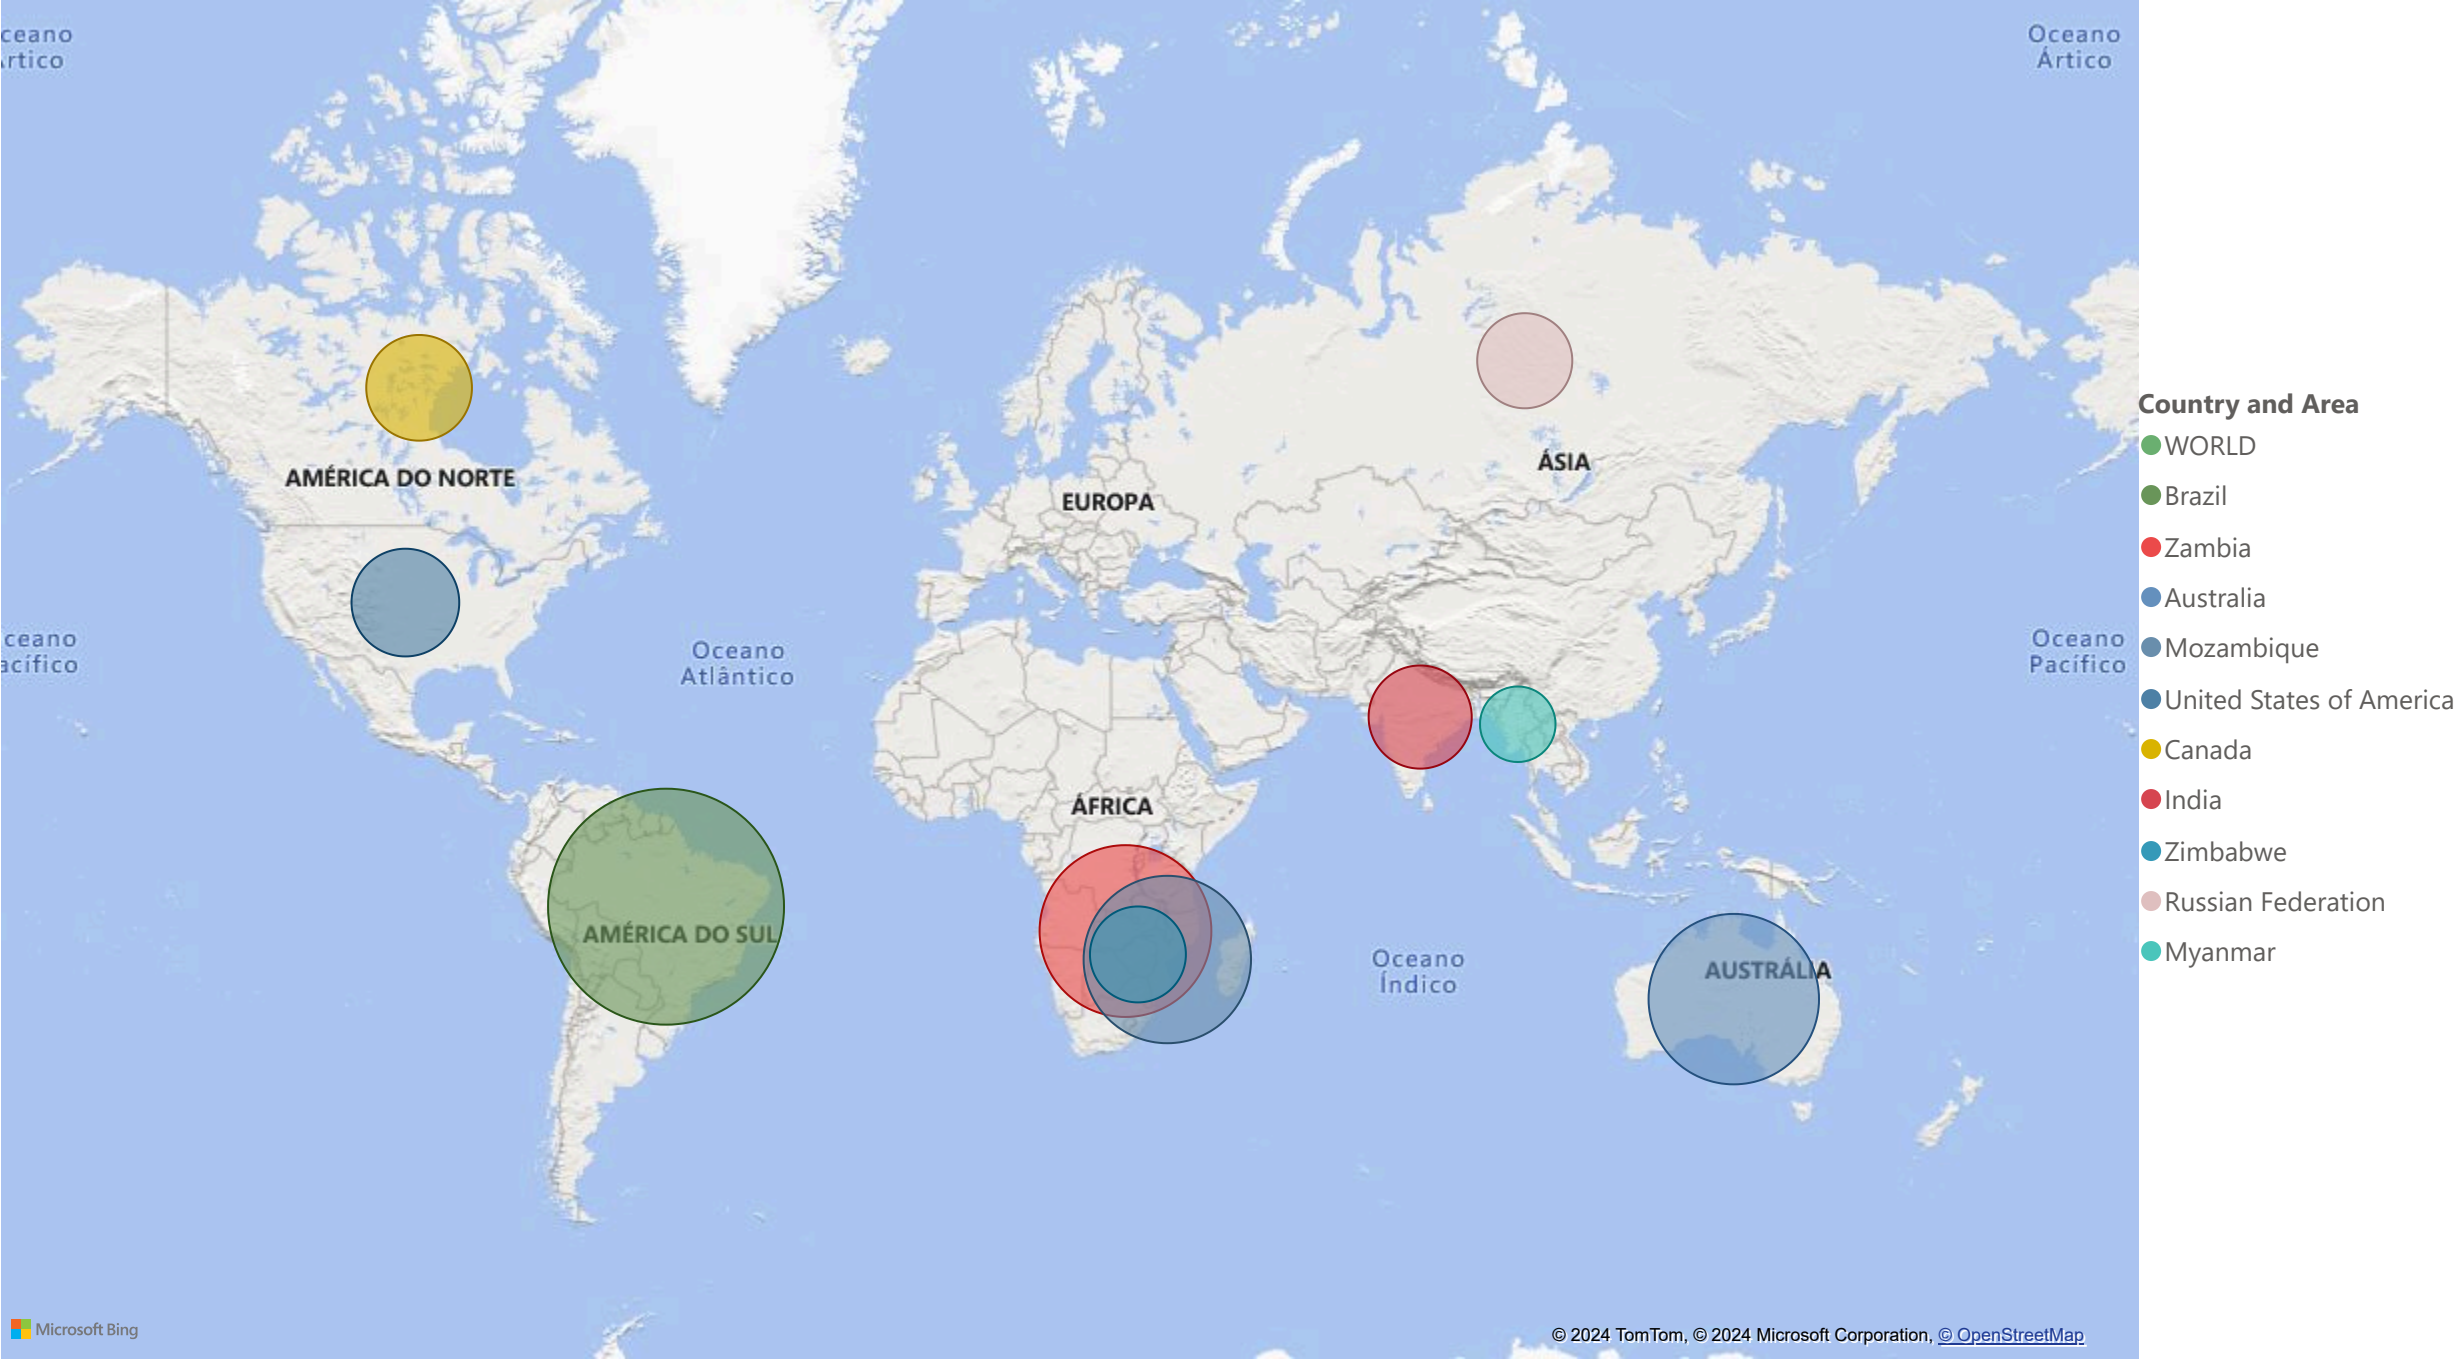 ceano
rtico
Oceano
Ártico
AMÉRICA DO NORTE
EUROPA
ÁSIA
ceano
acífico
Oceano
Atlântico
Oceano
Pacífico
ÁFRICA
AMÉRICA DO SUL
Oceano
Índico
AUSTRÁLIA
Microsoft Bing
© 2024 TomTom, © 2024 Microsoft Corporation, © OpenStreetMap
Country and Area
WORLD
Brazil
Zambia
Australia
Mozambique
United States of America
Canada
India
Zimbabwe
Russian Federation
Myanmar